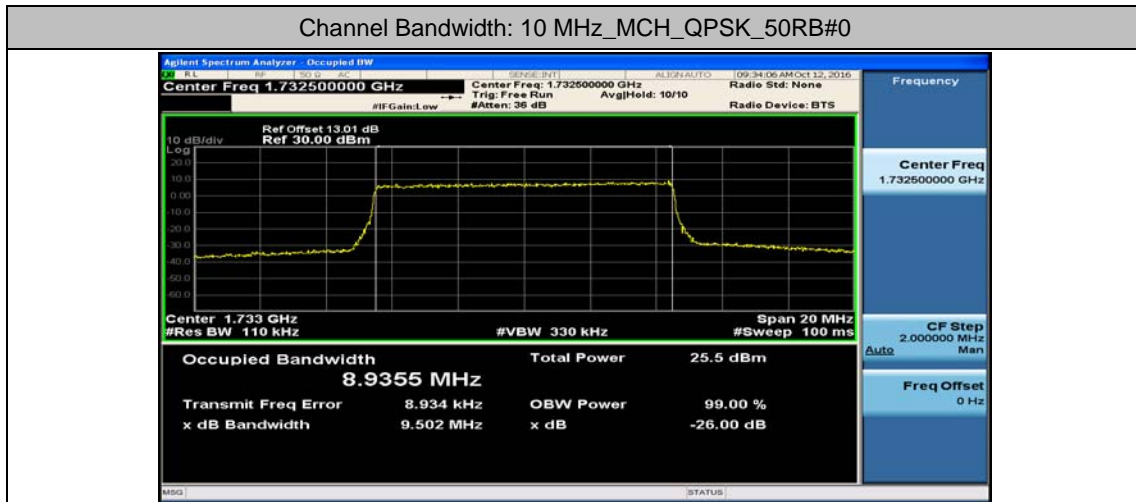 Channel Bandwidth: 10 MHz_MCH_QPSK_50RB#0
Agilent Spectrum Analyzer - Occupied BW
RL RF 50 Ω AC SENSE:INT ALIGN AUTO 09:34:06 AM Oct 12, 2016
Center Freq 1.732500000 GHz
Center Freq: 1.732500000 GHz
Radio Std: None
Trig: Free Run Avg|Hold: 10/10
#IFGain:Low
#Atten: 36 dB
Radio Device: BTS
Ref Offset 13.01 dB
10 dB/div Ref 30.00 dBm
Log
20.0
10.0
0.00
-10.0
-20.0
-30.0
-40.0
-50.0
-60.0
Center 1.733 GHz Span 20 MHz
#Res BW 110 kHz #VBW 330 kHz #Sweep 100 ms
Occupied Bandwidth Total Power 25.5 dBm
8.9355 MHz
Transmit Freq Error 8.934 kHz OBW Power 99.00 %
x dB Bandwidth 9.502 MHz x dB -26.00 dB
MSG STATUS
Frequency
Center Freq
1.732500000 GHz
CF Step
2.000000 MHz
Auto Man
Freq Offset
0 Hz